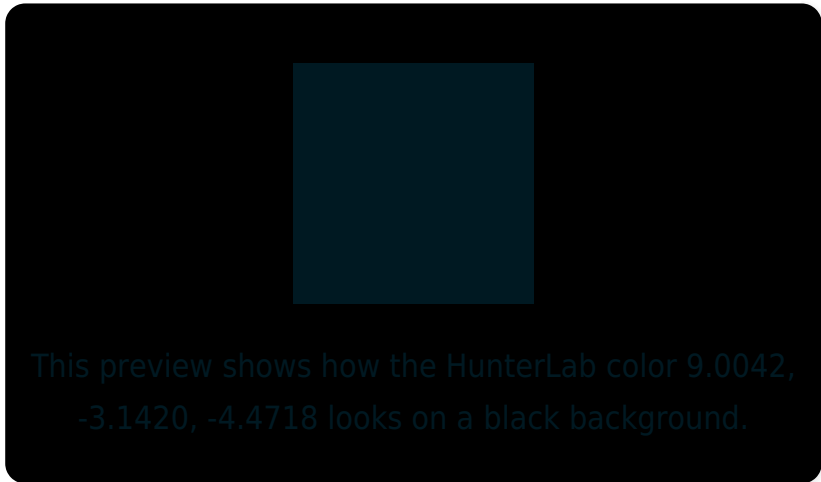 This preview shows how the HunterLab color 9.0042,
-3.1420, -4.4718 looks on a black background.